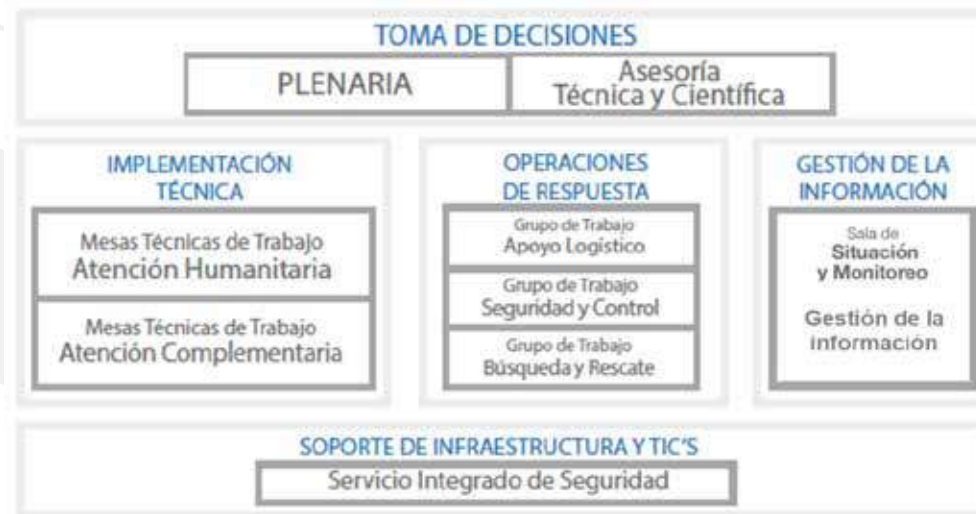 TOMA DE DECISIONES
PLENARIA
Asesoría
Técnica y Científica
IMPLEMENTACIÓN
TÉCNICA
Mesas Técnicas de Trabajo
Atención Humanitaria
Mesas Técnicas de Trabajo
Atención Complementaria
OPERACIONES
DE RESPUESTA
Grupo de Trabajo
Apoyo Logístico
Grupo de Trabajo
Seguridad y Control
Grupo de Trabajo
Búsqueda y Rescate
GESTIÓN DE LA
INFORMACIÓN
Sala de
Situación
y Monitoreo
Gestión de la
información
SOPORTE DE INFRAESTRUCTURA Y TIC'S
Servicio Integrado de Seguridad